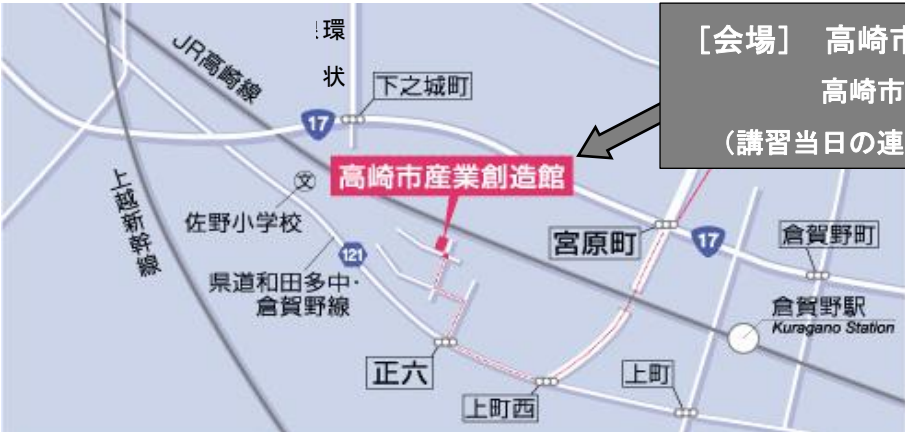 環
状
JR高崎線
下之城町
17
[会場] 高崎市
高崎市
(講習当日の連
高崎市産業創造館
文
佐野小学校
上越新幹線
121
県道和田多中・
倉賀野線
宮原町
17
倉賀野町
倉賀野駅
Kuragano Station
正六
上町西
上町